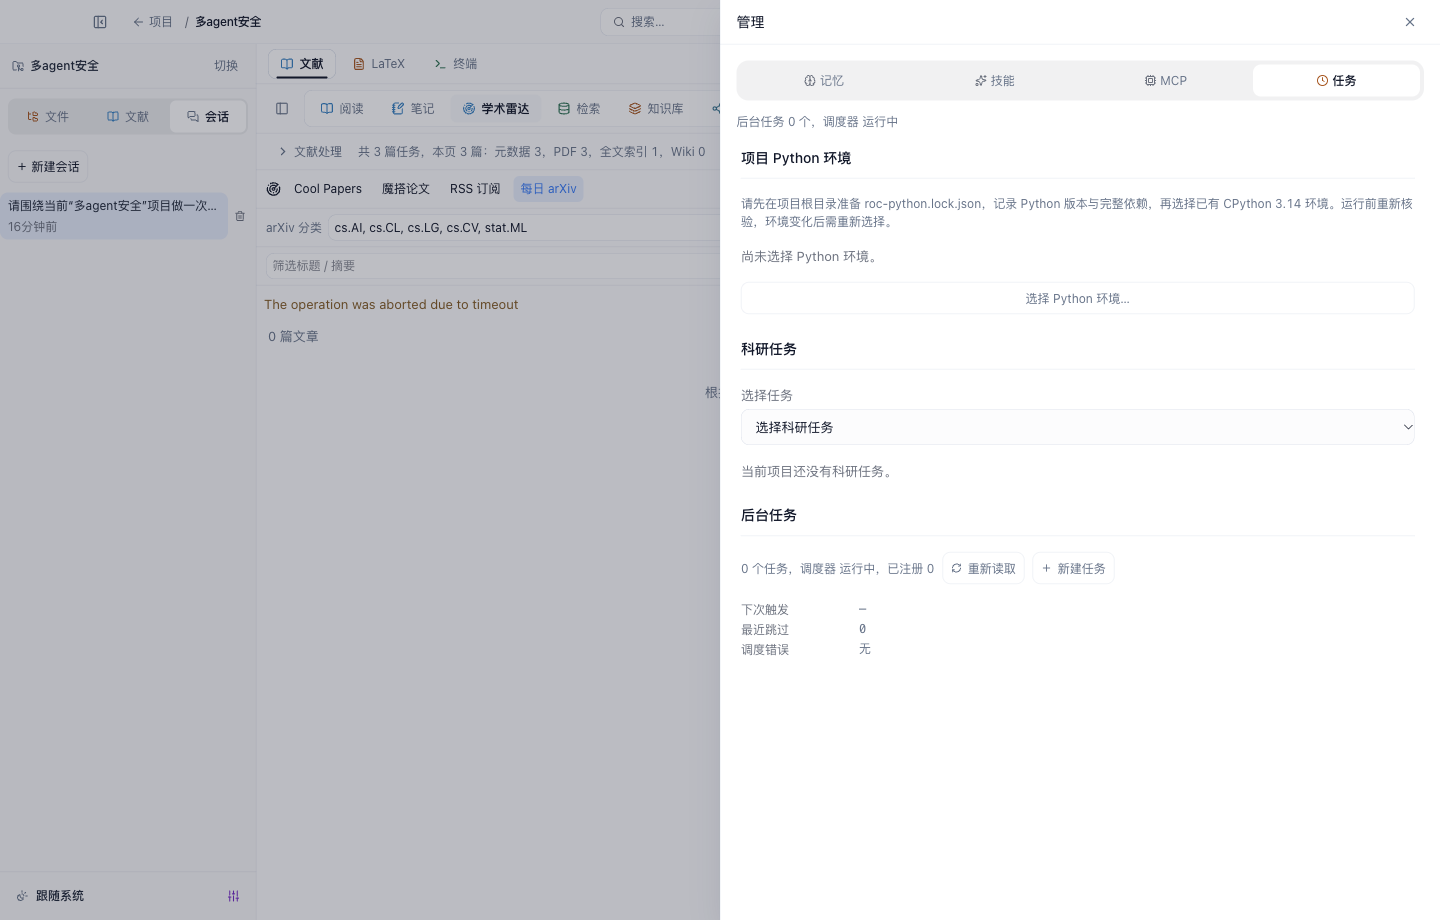 项目 / 多agent安全
搜索...
多agent安全 切换
文件 文献 会话
新建会话
请围绕当前“多agent安全”项目做一次...
16分钟前
跟随系统
文献 LaTeX 终端
阅读 笔记 学术雷达 检索 知识库
文献处理 共 3 篇任务，本页 3 篇：元数据 3，PDF 3，全文索引 1，Wiki 0
Cool Papers 魔搭论文 RSS 订阅 每日 arXiv
arXiv 分类 cs.AI, cs.CL, cs.LG, cs.CV, stat.ML
筛选标题 / 摘要
The operation was aborted due to timeout
0 篇文章
管理
记忆 技能 MCP 任务
后台任务 0 个，调度器 运行中
项目 Python 环境
请先在项目根目录准备 roc-python.lock.json，记录 Python 版本与完整依赖，再选择已有 CPython 3.14 环境。运行前重新核
验，环境变化后需重新选择。
尚未选择 Python 环境。
选择 Python 环境...
科研任务
选择任务
选择科研任务
当前项目还没有科研任务。
后台任务
0 个任务，调度器 运行中，已注册 0 重新读取 新建任务
下次触发 —
最近跳过 0
调度错误 无